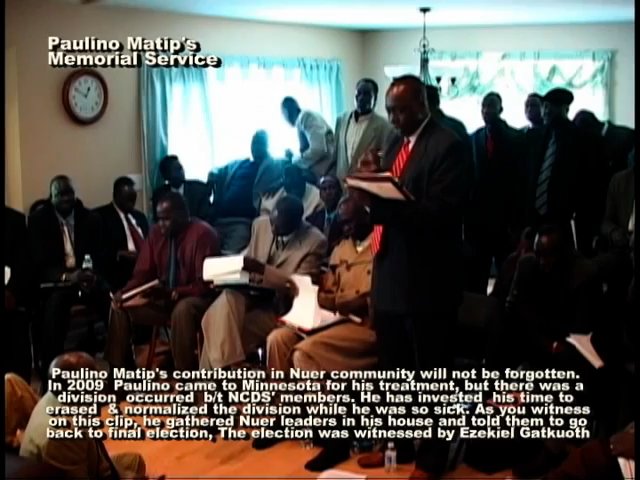 Paulino Matip's
Memorial Service
Paulino Matip's contribution in Nuer community will not be forgotten.
In 2009 Paulino came to Minnesota for his treatment, but there was a
division occurred b/t NCDS' members. He has invested his time to
erased & normalized the division while he was so sick. As you witness
on this clip, he gathered Nuer leaders in his house and told them to go
back to final election, The election was witnessed by Ezekiel Gatkuoth